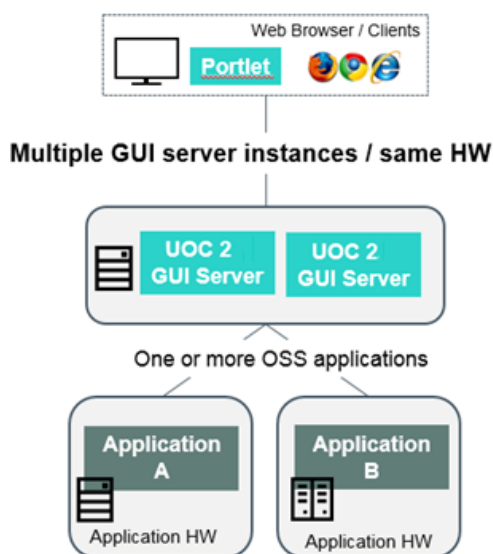 Web Browser / Clients
Portlet
Multiple GUI server instances / same HW
UOC 2
GUI Server
UOC 2
GUI Server
One or more OSS applications
Application
A
Application HW
Application
B
Application HW